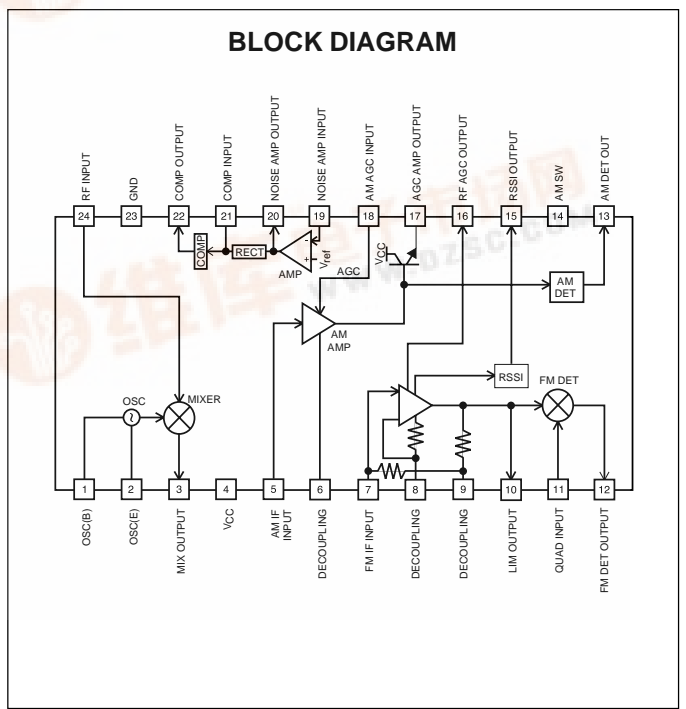 BLOCK DIAGRAM
RF INPUT
GND
COMP OUTPUT
COMP INPUT
NOISE AMP OUTPUT
NOISE AMP INPUT
AM AGC INPUT
AGC AMP OUTPUT
RF AGC OUTPUT
RSSI OUTPUT
AM SW
AM DET OUT
24
23
22
21
20
19
18
17
16
15
14
13
COMP
RECT
AMP
-
+
Vref
AGC
VCC
AM
DET
AM
AMP
RSSI
FM DET
OSC
~
MIXER
1
2
3
4
5
6
7
8
9
10
11
12
OSC(B)
OSC(E)
MIX OUTPUT
VCC
AM IF
INPUT
DECOUPLING
FM IF INPUT
DECOUPLING
DECOUPLING
LIM OUTPUT
QUAD INPUT
FM DET OUTPUT